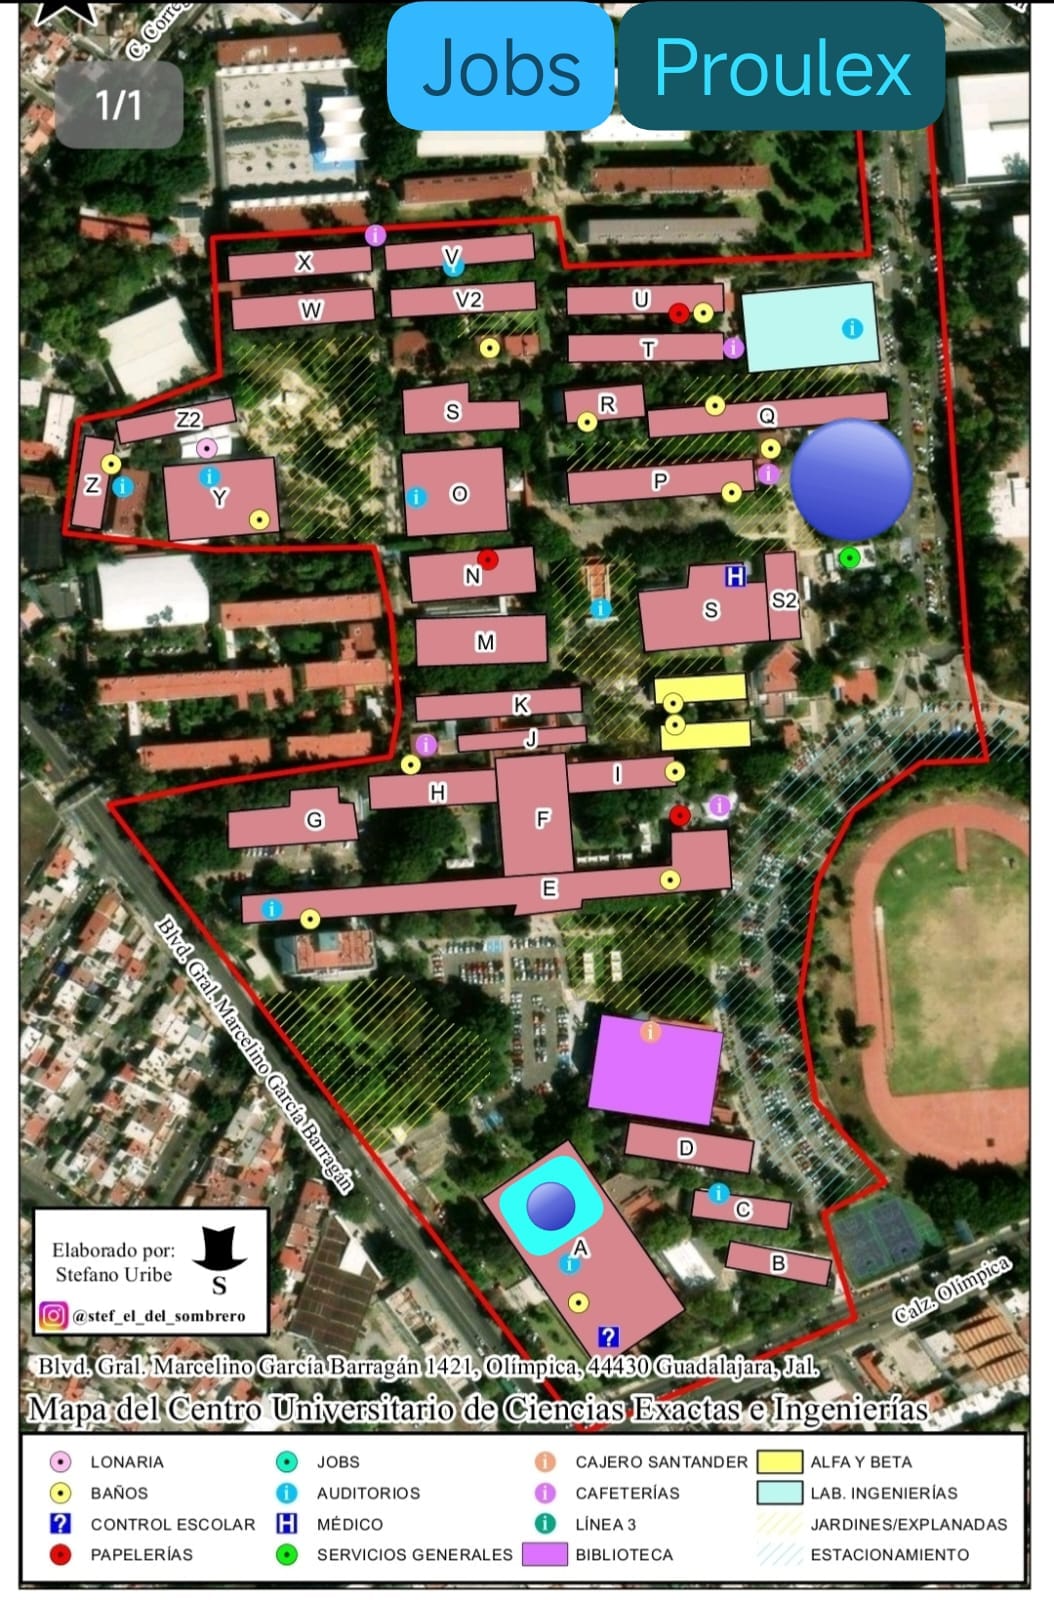 C. Correg
Jobs
Proulex
1/1
X
V
W
V2
U
T
Z2
S
R
Q
Z
Y
O
P
N
H
S
S2
M
K
J
I
H
G
F
E
Blvd. Gral. Marcelino García Barragán
D
C
A
B
Calz. Olímpica
?
Elaborado por:
Stefano Uribe
S
@stef_el_del_sombrero
Blvd. Gral. Marcelino García Barragán 1421, Olímpica, 44430 Guadalajara, Jal.
Mapa del Centro Universitario de Ciencias Exactas e Ingenierías
LONARIA
JOBS
CAJERO SANTANDER
ALFA Y BETA
BAÑOS
AUDITORIOS
CAFETERÍAS
LAB. INGENIERÍAS
? CONTROL ESCOLAR
H MÉDICO
LÍNEA 3
JARDINES/EXPLANADAS
PAPELERÍAS
SERVICIOS GENERALES
BIBLIOTECA
ESTACIONAMIENTO